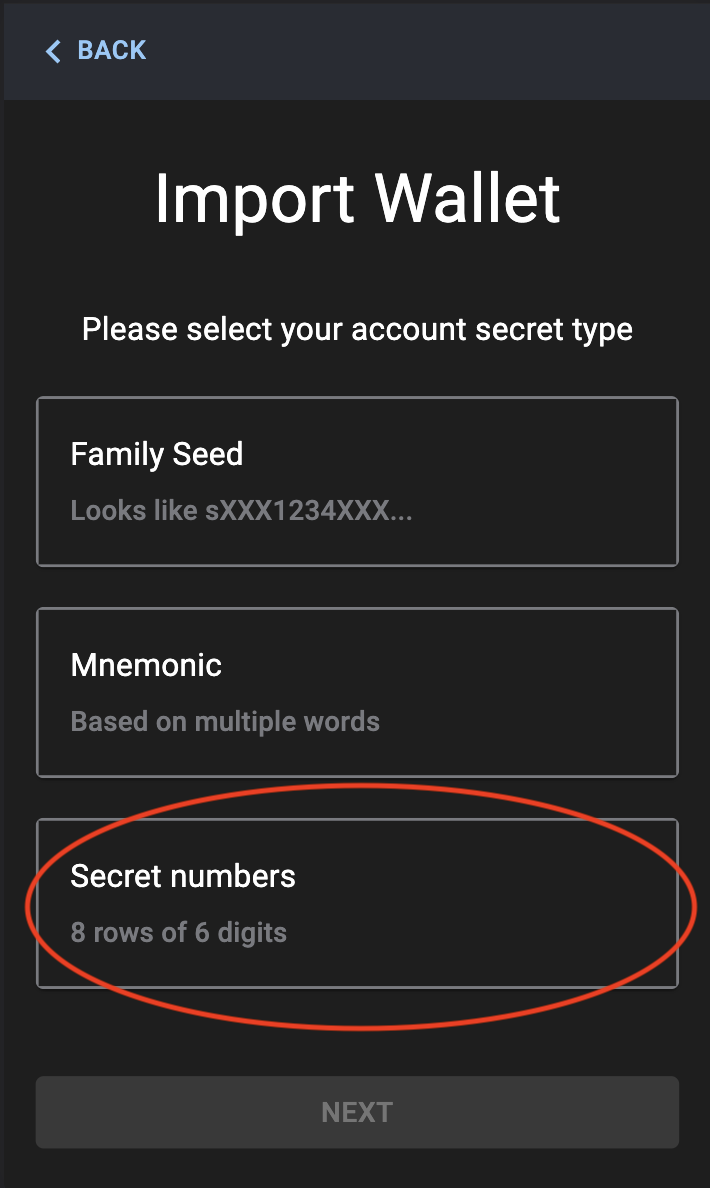 BACK
Import Wallet
Please select your account secret type
Family Seed
Looks like sXXX1234XXX...
Mnemonic
Based on multiple words
Secret numbers
8 rows of 6 digits
NEXT